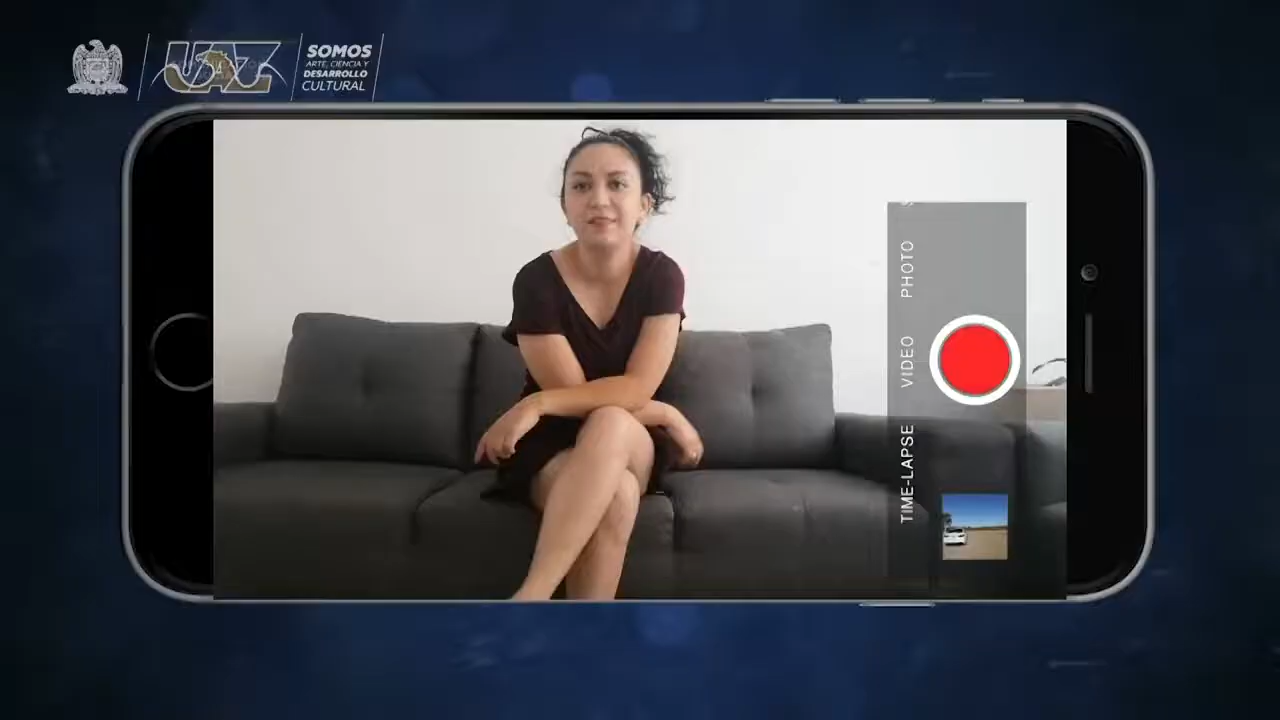 UAZ
SOMOS
ARTE, CIENCIA Y
DESARROLLO
CULTURAL
PHOTO
VIDEO
TIME-LAPSE